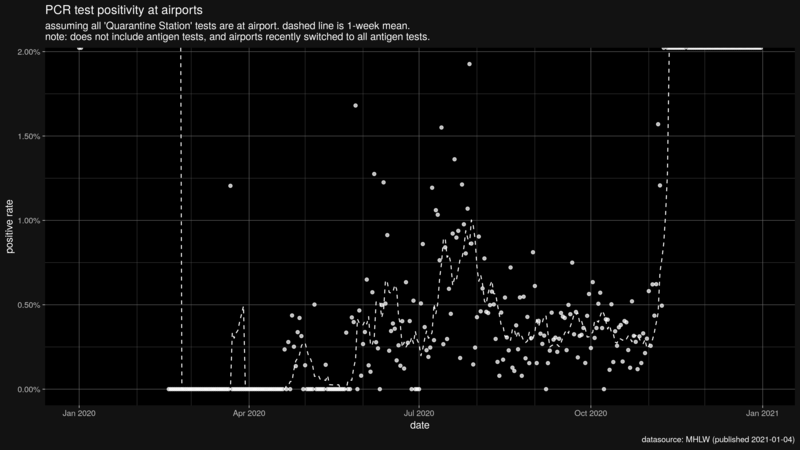 PCR test positivity at airports
assuming all 'Quarantine Station' tests are at airport. dashed line is 1-week mean.
note: does not include antigen tests, and airports recently switched to all antigen tests.
2.00%
1.50%
1.00%
0.50%
0.00%
positive rate
Jan 2020
Apr 2020
Jul 2020
Oct 2020
Jan 2021
date
datasource: MHLW (published 2021-01-04)